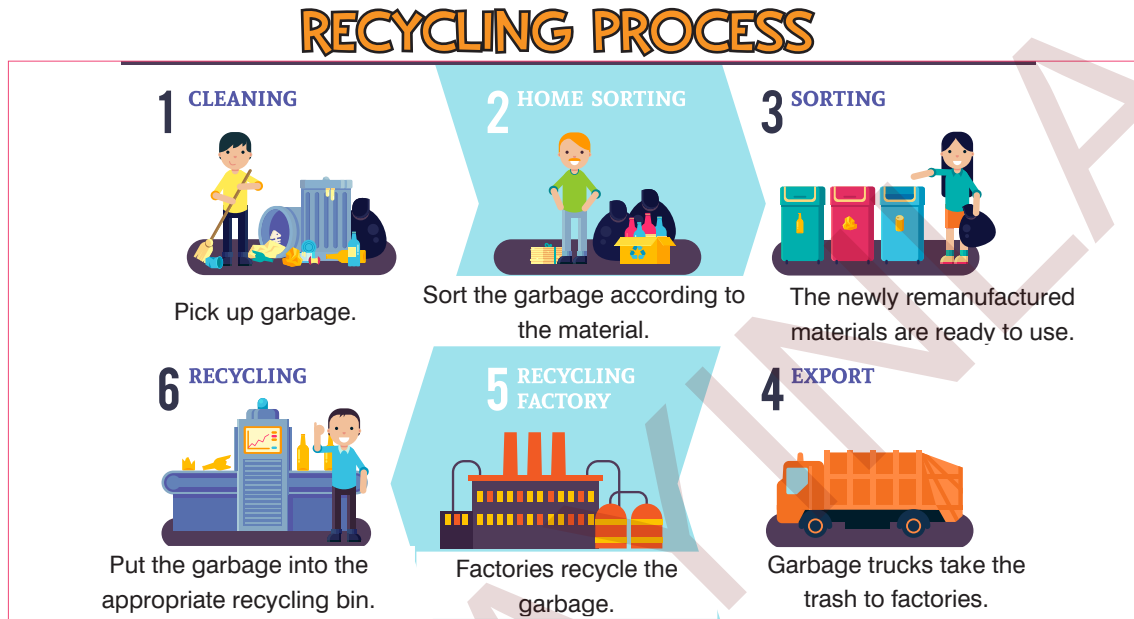 RECYCLING PROCESS
1 CLEANING
Pick up garbage.
2 HOME SORTING
Sort the garbage according to
the material.
3 SORTING
The newly remanufactured
materials are ready to use.
6 RECYCLING
Put the garbage into the
appropriate recycling bin.
5 RECYCLING
FACTORY
Factories recycle the
garbage.
4 EXPORT
Garbage trucks take the
trash to factories.